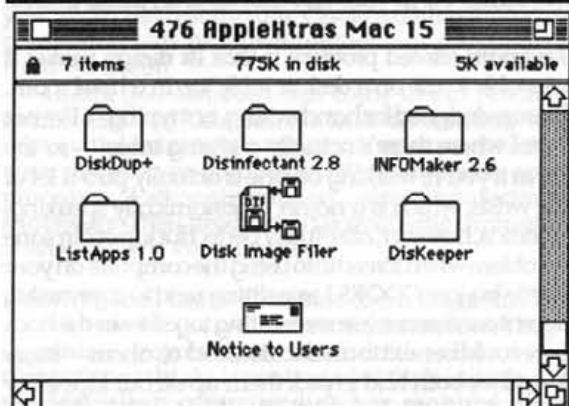 476 AppleXtras Mac 15
7 items 775K in disk 5K available
DiskDup+ Disinfectant 2.8 INFOMaker 2.6
DIF
ListApps 1.0 Disk Image Filer DisKeeper
Notice to Users